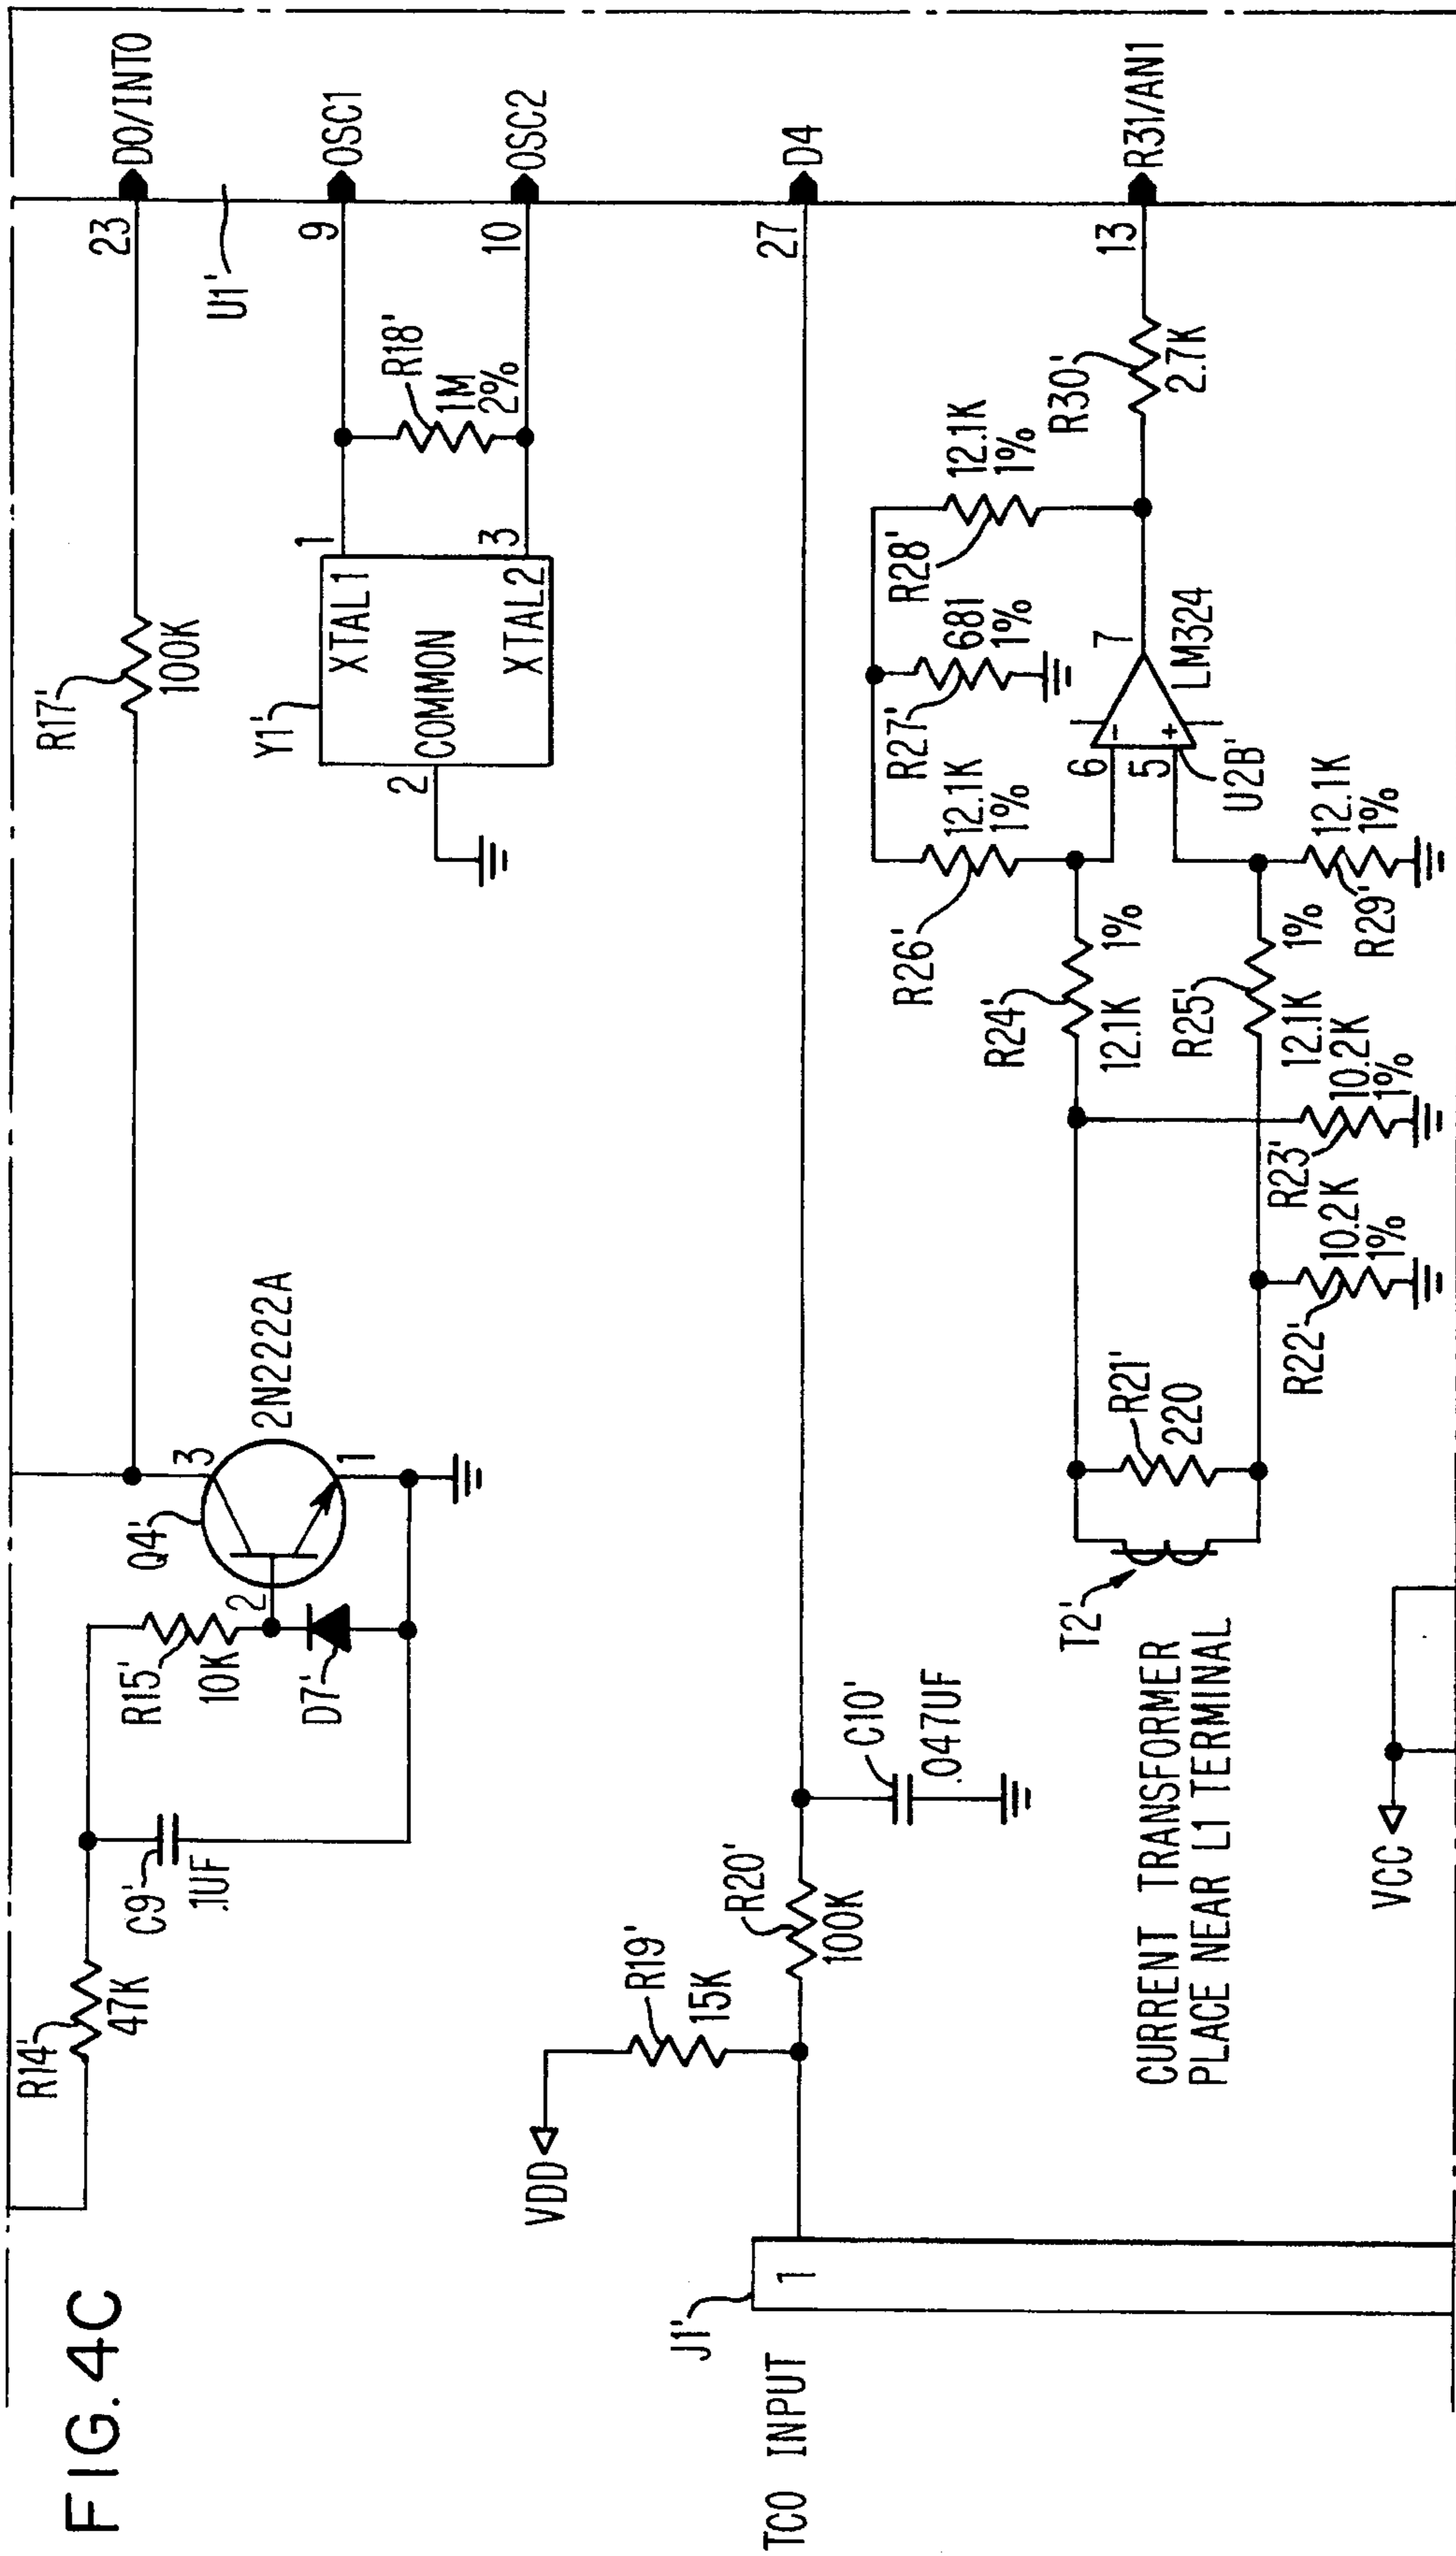 FIG. 4C
R14'
47K
C9'
.1UF
R15'
10K
D7'
Q4'
2
3
1
2N2222A
R17'
100K
23
D0/INT0
U1'
Y1'
XTAL1
COMMON
XTAL2
1
2
3
R18'
1M
2%
9
OSC1
10
OSC2
VDD
R19'
15K
J1'
1
TCO INPUT
R20'
100K
C10'
.047UF
27
D4
T2'
CURRENT TRANSFORMER
PLACE NEAR L1 TERMINAL
R21'
220
R22'
10.2K
1%
R23'
10.2K
1%
R24'
12.1K
1%
R25'
12.1K
1%
R26'
12.1K
1%
R27'
681
1%
R28'
12.1K
1%
R29'
12.1K
1%
6
-
5
+
7
LM324
U2B'
R30'
2.7K
13
R31/AN1
VCC